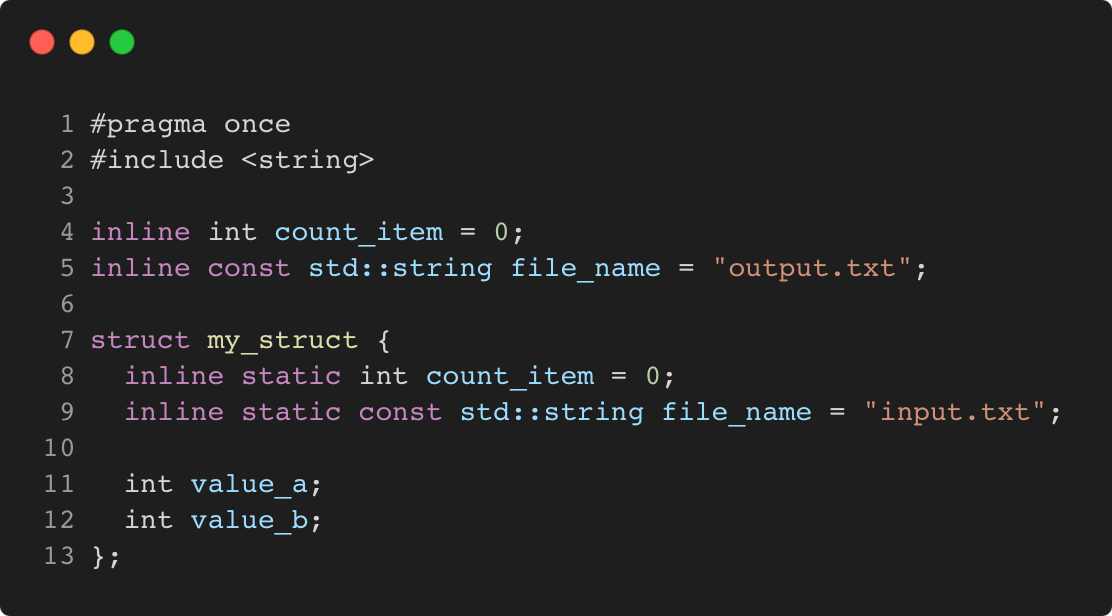 1 #pragma once
2 #include <string>
3
4 inline int count_item = 0;
5 inline const std::string file_name = "output.txt";
6
7 struct my_struct {
8   inline static int count_item = 0;
9   inline static const std::string file_name = "input.txt";
10
11   int value_a;
12   int value_b;
13 };